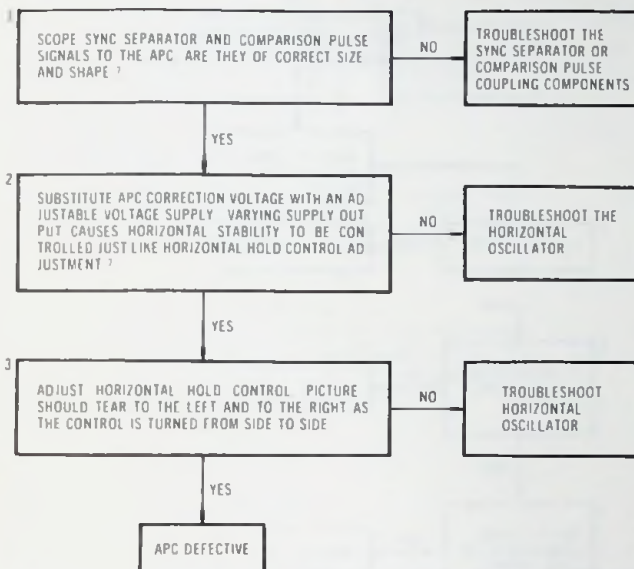 1
SCOPE SYNC SEPARATOR AND COMPARISON PULSE
SIGNALS TO THE APC ARE THEY OF CORRECT SIZE
AND SHAPE ?
NO
TROUBLESHOOT THE
SYNC SEPARATOR OR
COMPARISON PULSE
COUPLING COMPONENTS
YES
2
SUBSTITUTE APC CORRECTION VOLTAGE WITH AN AD
JUSTABLE VOLTAGE SUPPLY VARYING SUPPLY OUT
PUT CAUSES HORIZONTAL STABILITY TO BE CON
TROLLED JUST LIKE HORIZONTAL HOLD CONTROL AD
JUSTMENT ?
NO
TROUBLESHOOT THE
HORIZONTAL
OSCILLATOR
YES
3
ADJUST HORIZONTAL HOLD CONTROL PICTURE
SHOULD TEAR TO THE LEFT AND TO THE RIGHT AS
THE CONTROL IS TURNED FROM SIDE TO SIDE
NO
TROUBLESHOOT
HORIZONTAL
OSCILLATOR
YES
APC DEFECTIVE